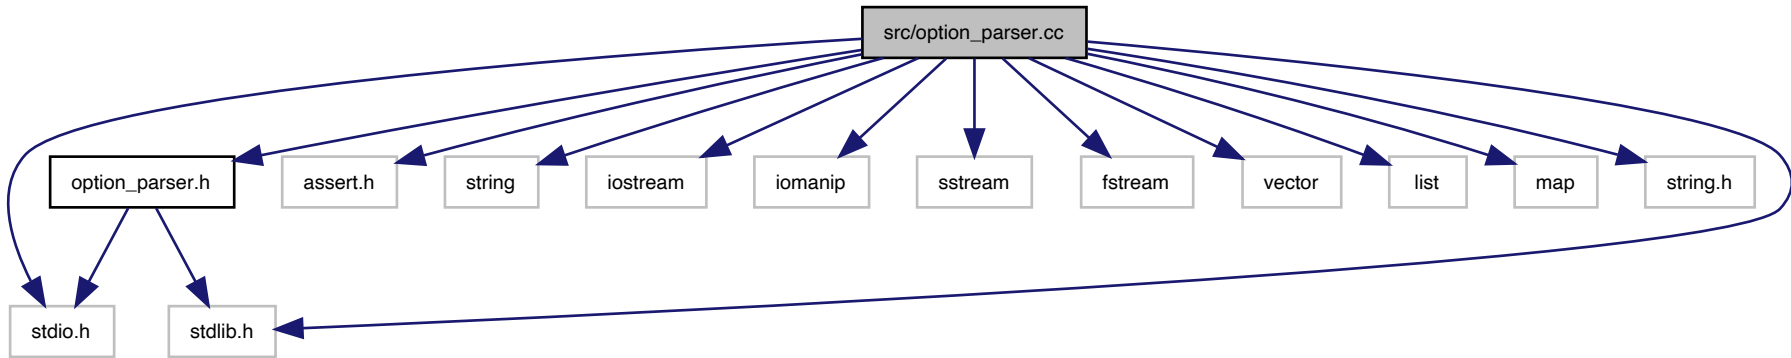 src/option_parser.cc
option_parser.h
assert.h
string
iostream
iomanip
sstream
fstream
vector
list
map
string.h
stdio.h
stdlib.h